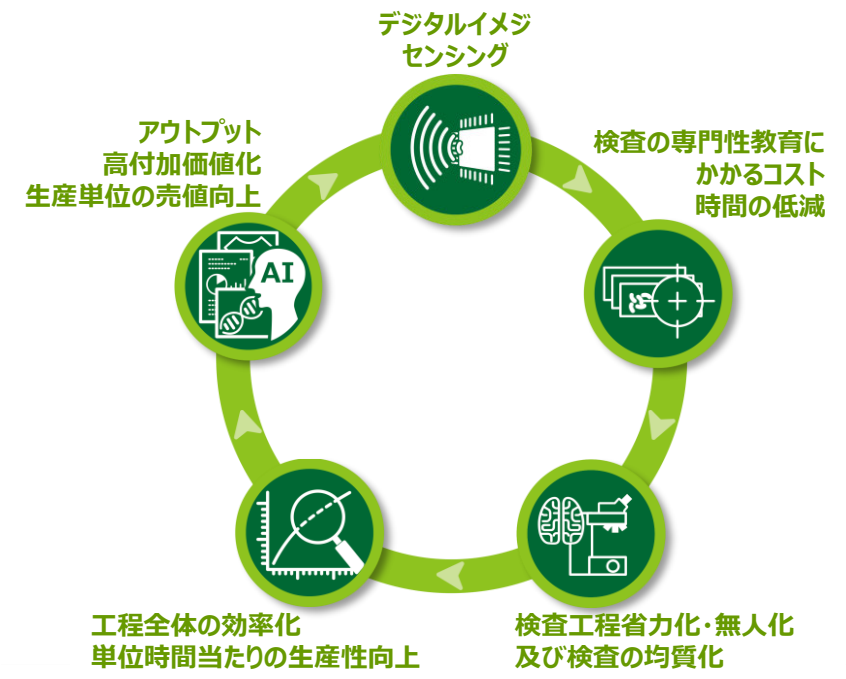 デジタルイメジ
センシング
検査の専門性教育に
かかるコスト
時間の低減
検査工程省力化・無人化
及び検査の均質化
工程全体の効率化
単位時間当たりの生産性向上
アウトプット
高付加価値化
生産単位の売値向上
AI